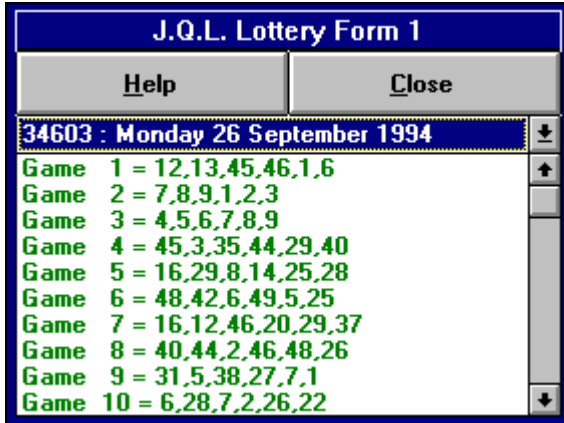 J.Q.L. Lottery Form 1
Help Close
34603 : Monday 26 September 1994
Game 1 = 12,13,45,46,1,6
Game 2 = 7,8,9,1,2,3
Game 3 = 4,5,6,7,8,9
Game 4 = 45,3,35,44,29,40
Game 5 = 16,29,8,14,25,28
Game 6 = 48,42,6,49,5,25
Game 7 = 16,12,46,20,29,37
Game 8 = 40,44,2,46,48,26
Game 9 = 31,5,38,27,7,1
Game 10 = 6,28,7,2,26,22